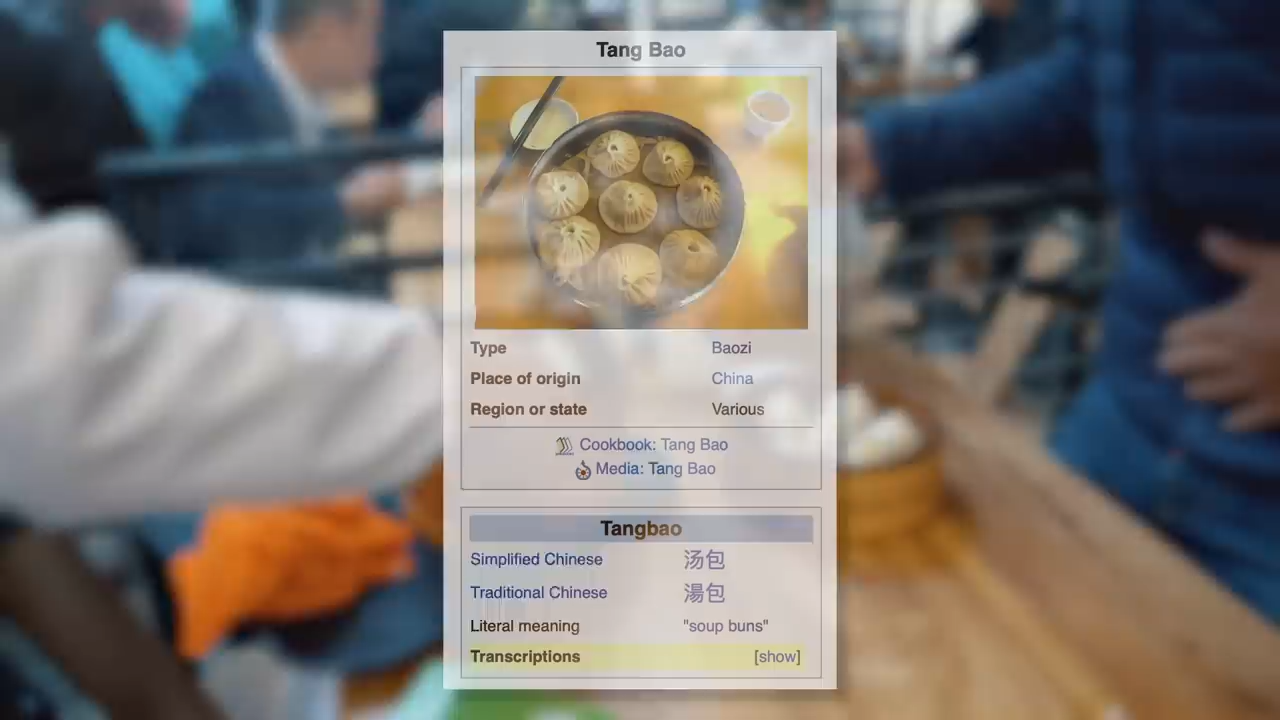 Tang Bao
Type Baozi
Place of origin China
Region or state Various
Cookbook: Tang Bao
Media: Tang Bao
Tangbao
Simplified Chinese 汤包
Traditional Chinese 湯包
Literal meaning "soup buns"
Transcriptions [show]